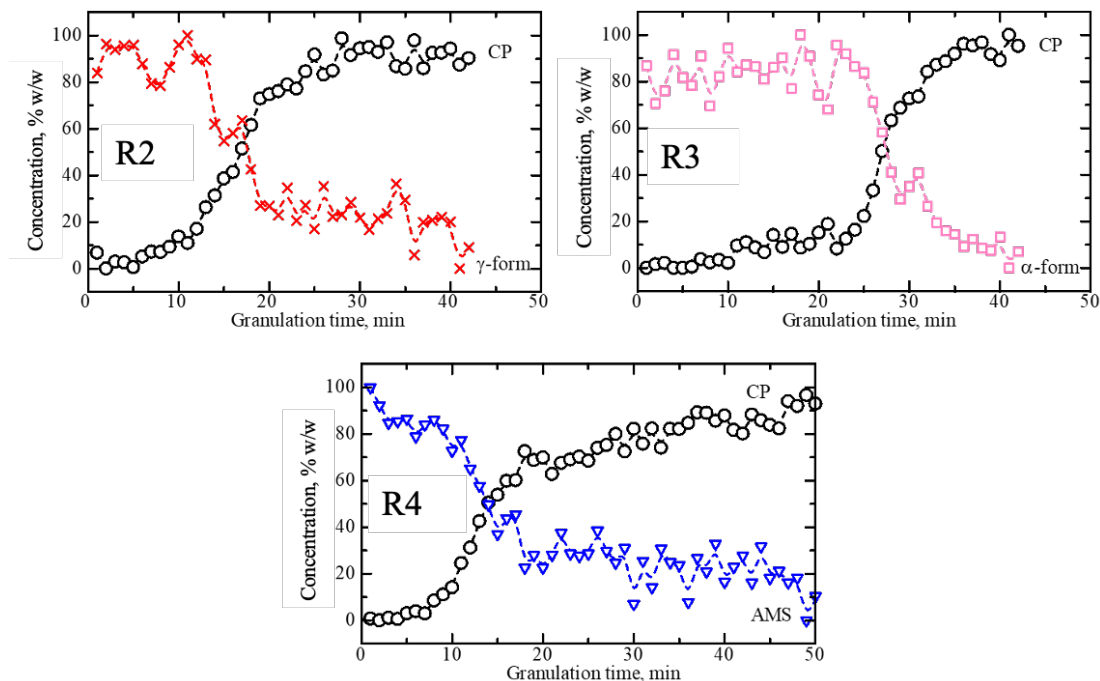 Concentration, % w/w
100
80
60
40
20
0
CP
R2
γ-form
0 10 20 30 40 50
Granulation time, min
Concentration, % w/w
100
80
60
40
20
0
CP
R3
α-form
0 10 20 30 40 50
Granulation time, min
Concentration, % w/w
100
80
60
40
20
0
CP
R4
AMS
0 10 20 30 40 50
Granulation time, min